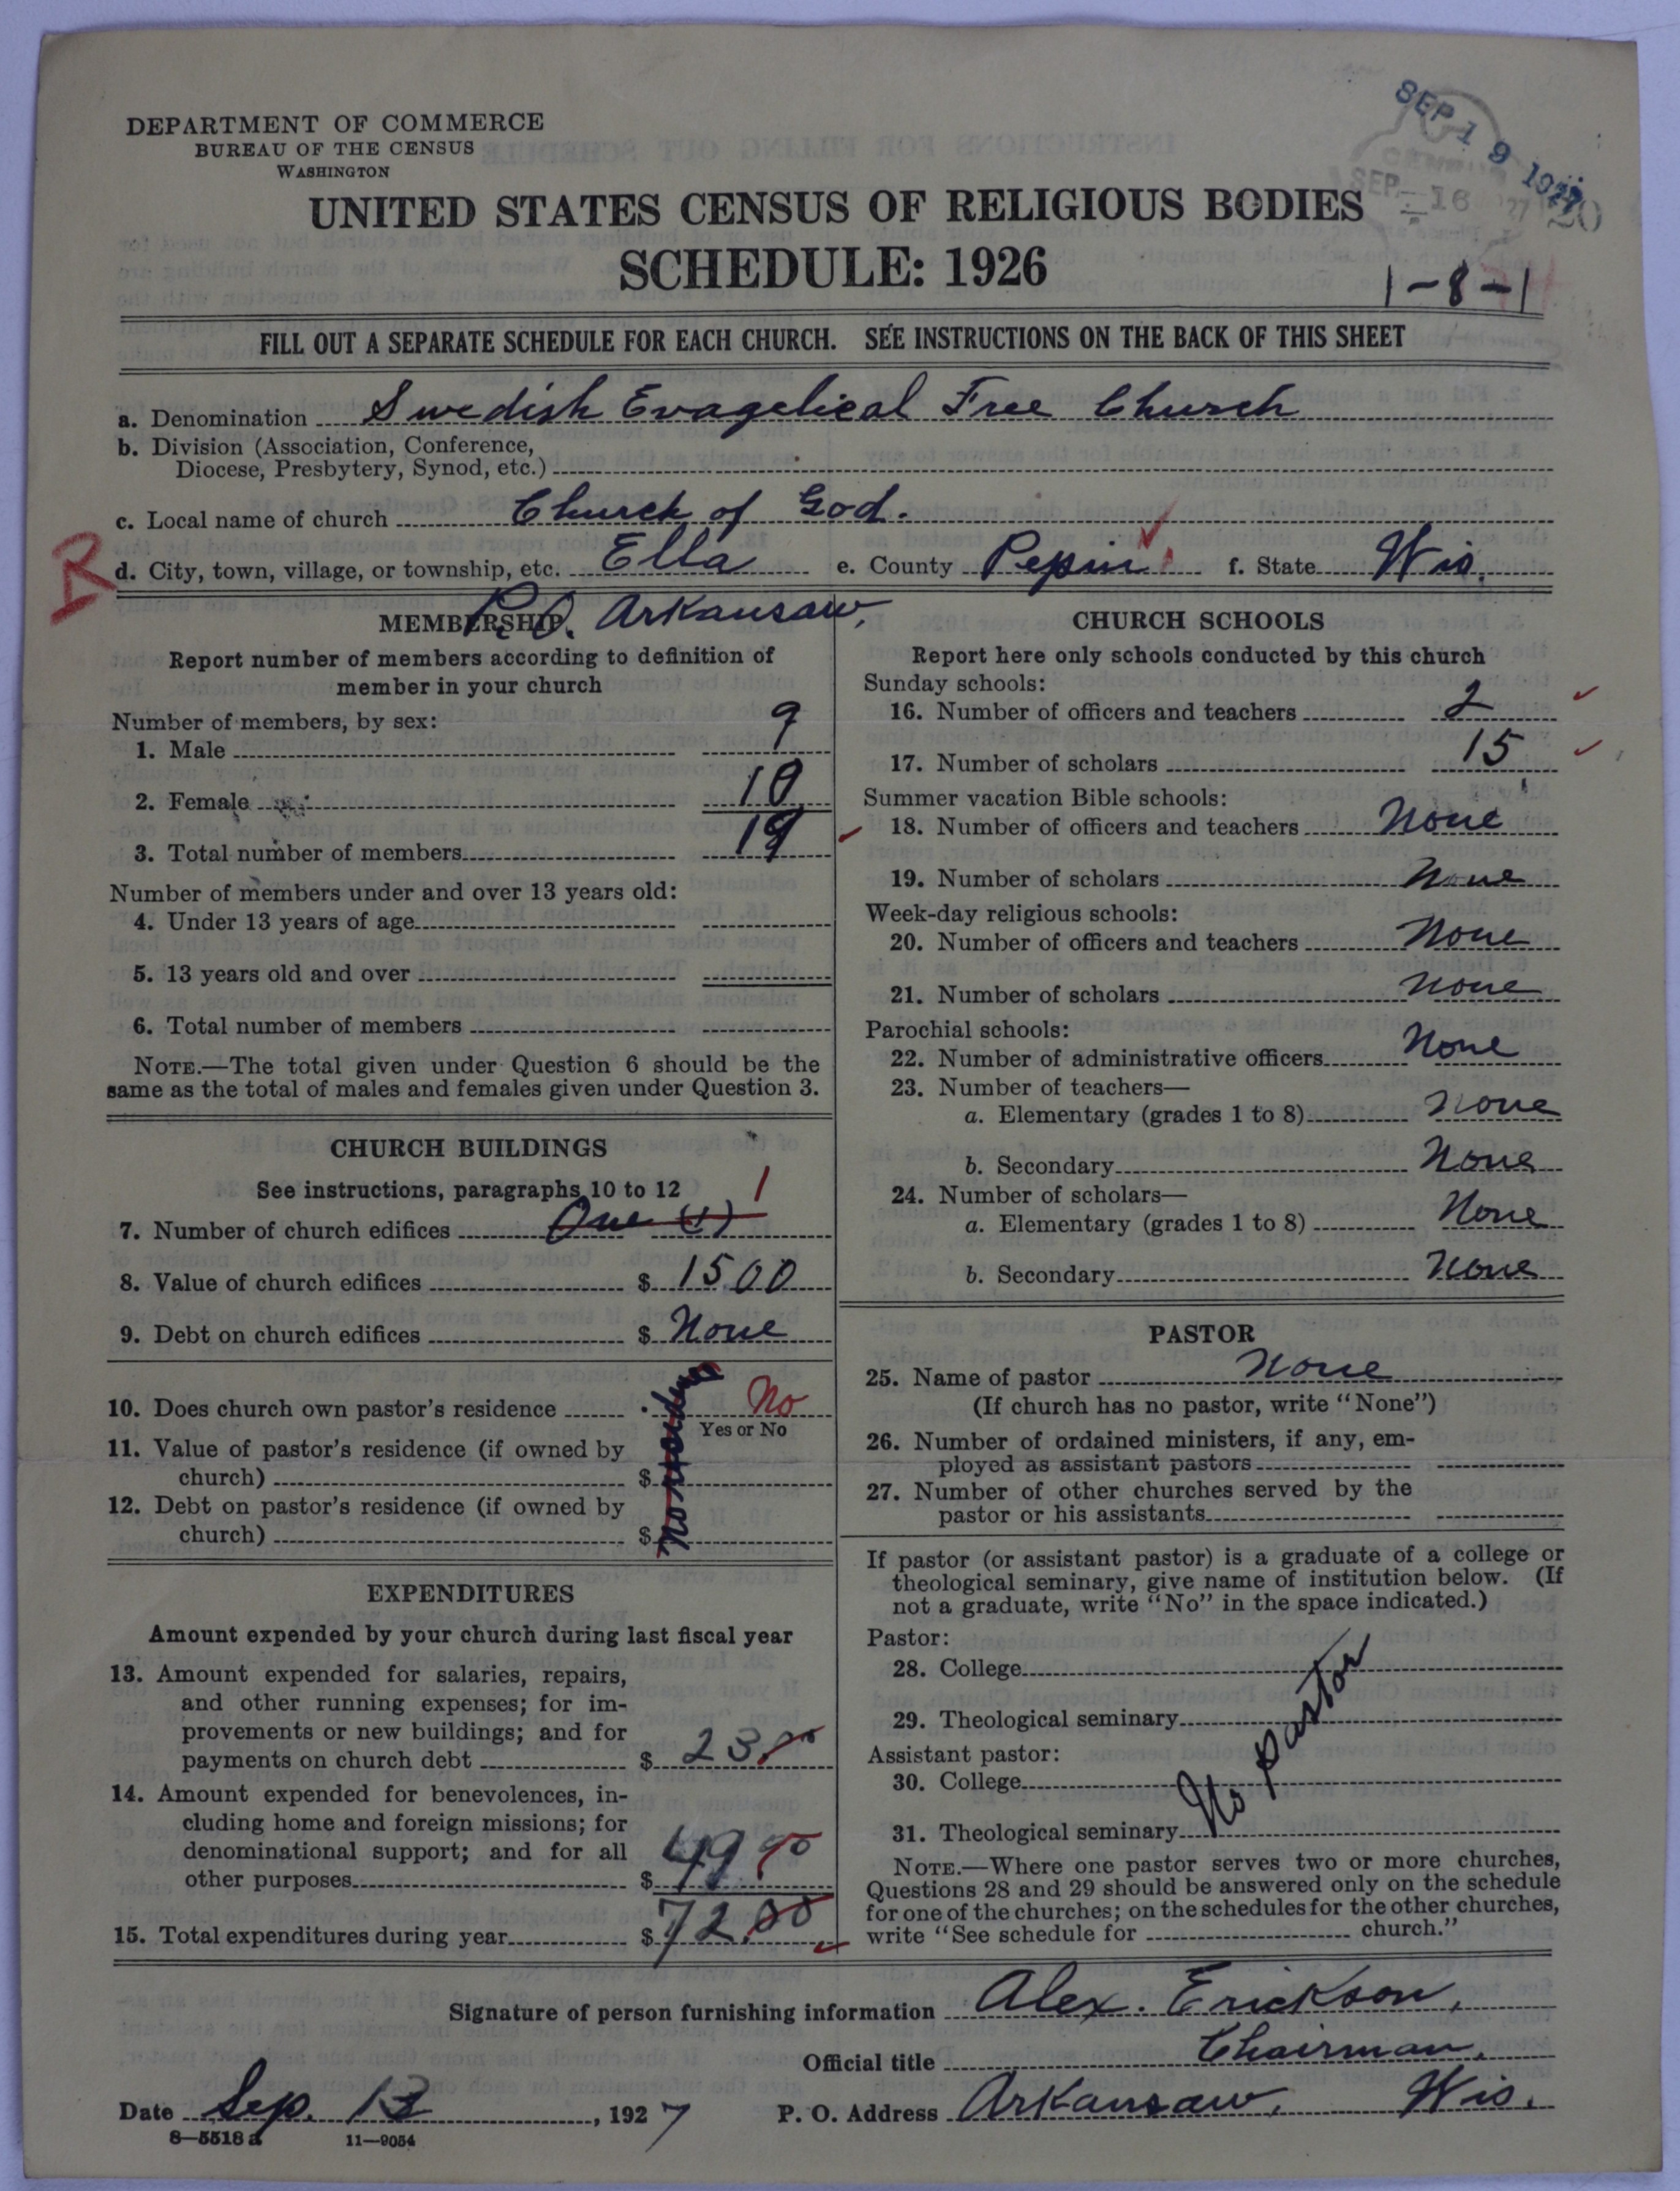 DEPARTMENT OF COMMERCE
BUREAU OF THE CENSUS
WASHINGTON
SEP 19 1927
SEP 16
UNITED STATES CENSUS OF RELIGIOUS BODIES
SCHEDULE: 1926
1-8-1
FILL OUT A SEPARATE SCHEDULE FOR EACH CHURCH. SEE INSTRUCTIONS ON THE BACK OF THIS SHEET
a. Denomination Swedish Evagelical Free Church
b. Division (Association, Conference,
Diocese, Presbytery, Synod, etc.)
c. Local name of church Church of God.
R
d. City, town, village, or township, etc. Ella e. County Pepin f. State Wis.
P. O. Arkansaw,
MEMBERSHIP
Report number of members according to definition of
member in your church
Number of members, by sex:
1. Male 9
2. Female 10
3. Total number of members 19
Number of members under and over 13 years old:
4. Under 13 years of age
5. 13 years old and over
6. Total number of members
NOTE.—The total given under Question 6 should be the
same as the total of males and females given under Question 3.
CHURCH BUILDINGS
See instructions, paragraphs 10 to 12
1
7. Number of church edifices One (1)
8. Value of church edifices $ 1500
9. Debt on church edifices $ None
10. Does church own pastor's residence No
Yes or No
11. Value of pastor's residence (if owned by
church) $
12. Debt on pastor's residence (if owned by
church) $
EXPENDITURES
Amount expended by your church during last fiscal year
13. Amount expended for salaries, repairs,
and other running expenses; for im-
provements or new buildings; and for
payments on church debt $ 23.00
14. Amount expended for benevolences, in-
cluding home and foreign missions; for
denominational support; and for all
other purposes $ 49.00
15. Total expenditures during year $ 72.00
CHURCH SCHOOLS
Report here only schools conducted by this church
Sunday schools:
16. Number of officers and teachers 2
17. Number of scholars 15
Summer vacation Bible schools:
18. Number of officers and teachers None
19. Number of scholars None
Week-day religious schools:
20. Number of officers and teachers None
21. Number of scholars None
Parochial schools:
22. Number of administrative officers None
23. Number of teachers—
a. Elementary (grades 1 to 8) None
b. Secondary None
24. Number of scholars—
a. Elementary (grades 1 to 8) None
b. Secondary None
PASTOR
25. Name of pastor None
(If church has no pastor, write "None")
26. Number of ordained ministers, if any, em-
ployed as assistant pastors
27. Number of other churches served by the
pastor or his assistants
If pastor (or assistant pastor) is a graduate of a college or
theological seminary, give name of institution below. (If
not a graduate, write "No" in the space indicated.)
Pastor:
28. College
29. Theological seminary
Assistant pastor:
30. College
31. Theological seminary
No Pastor
NOTE.—Where one pastor serves two or more churches,
Questions 28 and 29 should be answered only on the schedule
for one of the churches; on the schedules for the other churches,
write "See schedule for church."
Signature of person furnishing information Alex. Erickson,
Official title Chairman,
Date Sep. 13, 1927 P. O. Address Arkansaw, Wis.
8—5518 a 11—9054